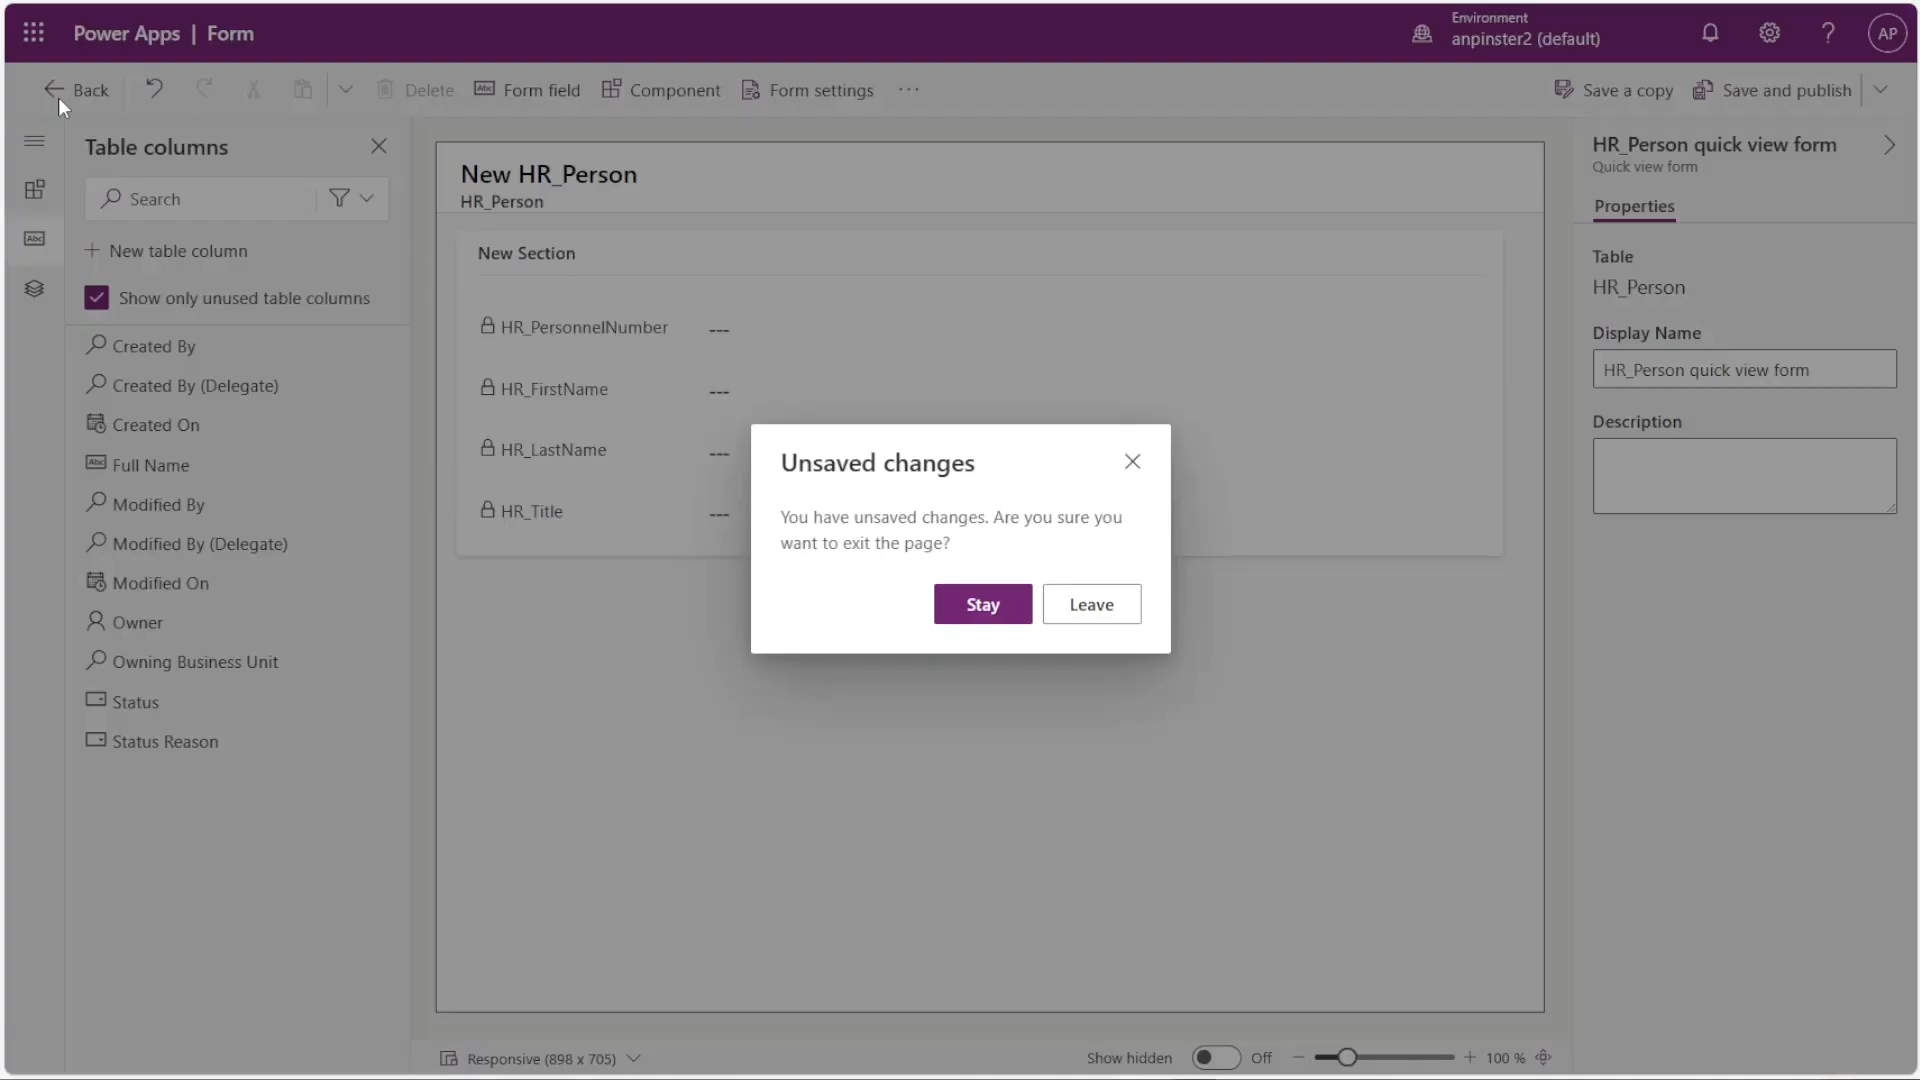 Power Apps | Form
Environment
anpinster2 (default)
?
AP
Back
Delete
Abc
Form field
Component
Form settings
...
Save a copy
Save and publish
Table columns
Search
+ New table column
Show only unused table columns
Created By
Created By (Delegate)
Created On
Abc
Full Name
Modified By
Modified By (Delegate)
Modified On
Owner
Owning Business Unit
Status
Status Reason
Abc
New HR_Person
HR_Person
New Section
HR_PersonnelNumber ---
HR_FirstName ---
HR_LastName ---
HR_Title ---
Unsaved changes
You have unsaved changes. Are you sure you
want to exit the page?
Stay
Leave
HR_Person quick view form
Quick view form
Properties
Table
HR_Person
Display Name
HR_Person quick view form
Description
Responsive (898 x 705)
Show hidden
Off
100 %